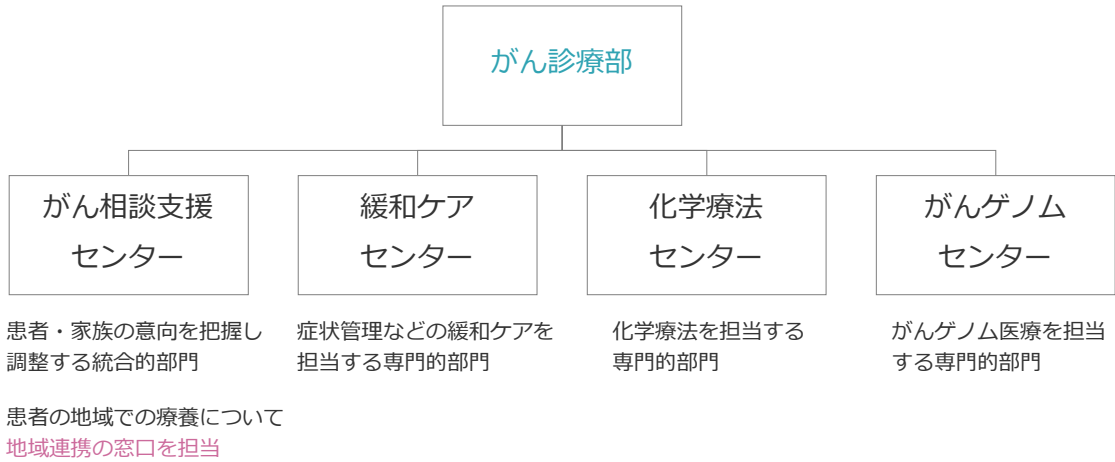 がん診療部
がん相談支援
センター
緩和ケア
センター
化学療法
センター
がんゲノム
センター
患者・家族の意向を把握し
調整する統合的部門
症状管理などの緩和ケアを
担当する専門的部門
化学療法を担当する
専門的部門
がんゲノム医療を担当
する専門的部門
患者の地域での療養について
地域連携の窓口を担当